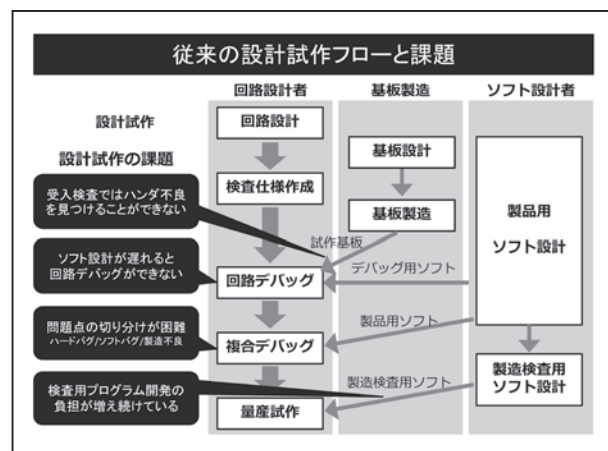 従来の設計試作フローと課題
回路設計者
基板製造
ソフト設計者
設計試作
設計試作の課題
回路設計
検査仕様作成
回路デバッグ
複合デバッグ
量産試作
基板設計
基板製造
製品用
ソフト設計
製造検査用
ソフト設計
試作基板
デバッグ用ソフト
製品用ソフト
製造検査用ソフト
受入検査ではハンダ不良
を見つけることができない
ソフト設計が遅れると
回路デバッグができない
問題点の切り分けが困難
ハードバグ/ソフトバグ/製造不良
検査用プログラム開発の
負担が増え続けている